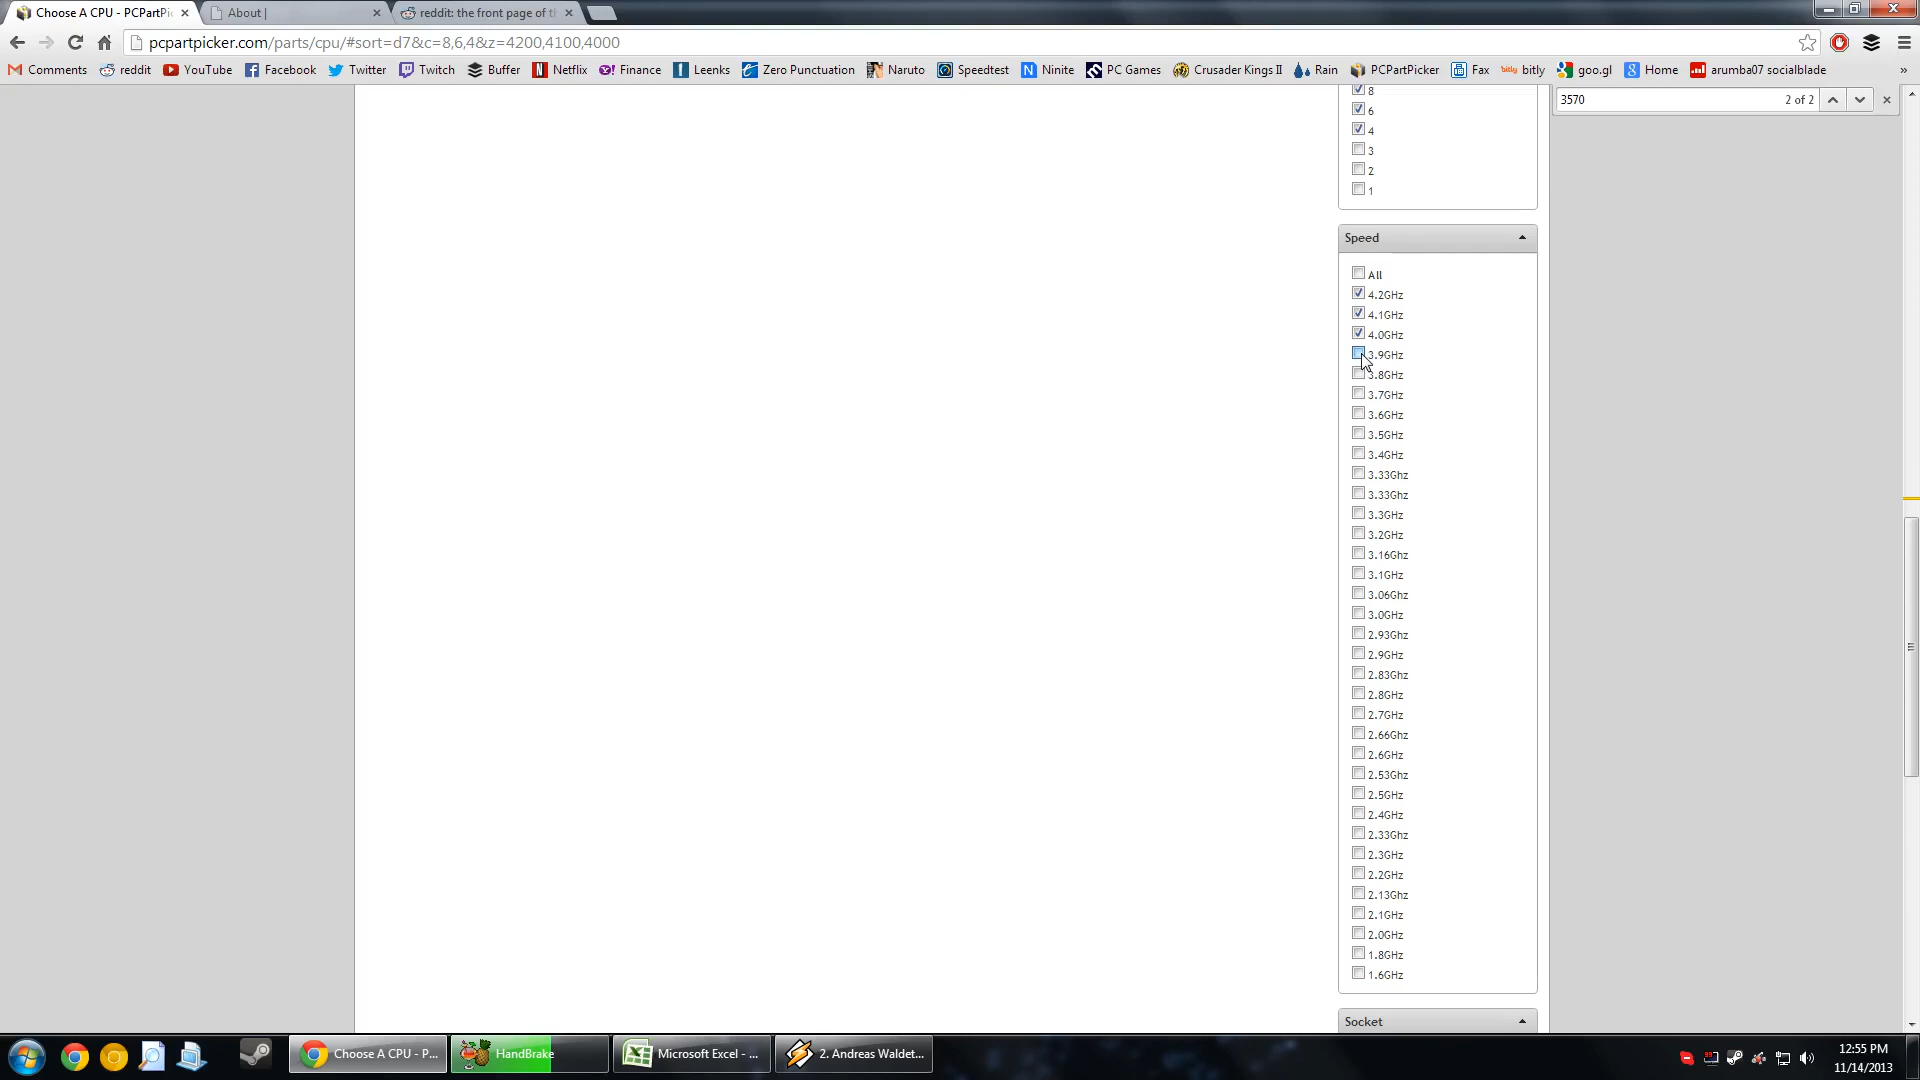 Choose A CPU - PCPartPi
About |
reddit: the front page of t
pcpartpicker.com/parts/cpu/#sort=d7&c=8,6,4&z=4200,4100,4000
Comments reddit YouTube Facebook Twitter Twitch Buffer Netflix Finance Leenks Zero Punctuation Naruto Speedtest Ninite PC Games Crusader Kings II Rain PCPartPicker Fax bitly goo.gl Home arumba07 socialblade »
3570 2 of 2
8
6
4
3
2
1
Speed
All
4.2GHz
4.1GHz
4.0GHz
3.9GHz
3.8GHz
3.7GHz
3.6GHz
3.5GHz
3.4GHz
3.33Ghz
3.33Ghz
3.3GHz
3.2GHz
3.16Ghz
3.1GHz
3.06Ghz
3.0GHz
2.93Ghz
2.9GHz
2.83Ghz
2.8GHz
2.7GHz
2.66Ghz
2.6GHz
2.53Ghz
2.5GHz
2.4GHz
2.33Ghz
2.3GHz
2.2GHz
2.13Ghz
2.1GHz
2.0GHz
1.8GHz
1.6GHz
Socket
Choose A CPU - P...
HandBrake
Microsoft Excel - ...
2. Andreas Waldet...
12:55 PM
11/14/2013